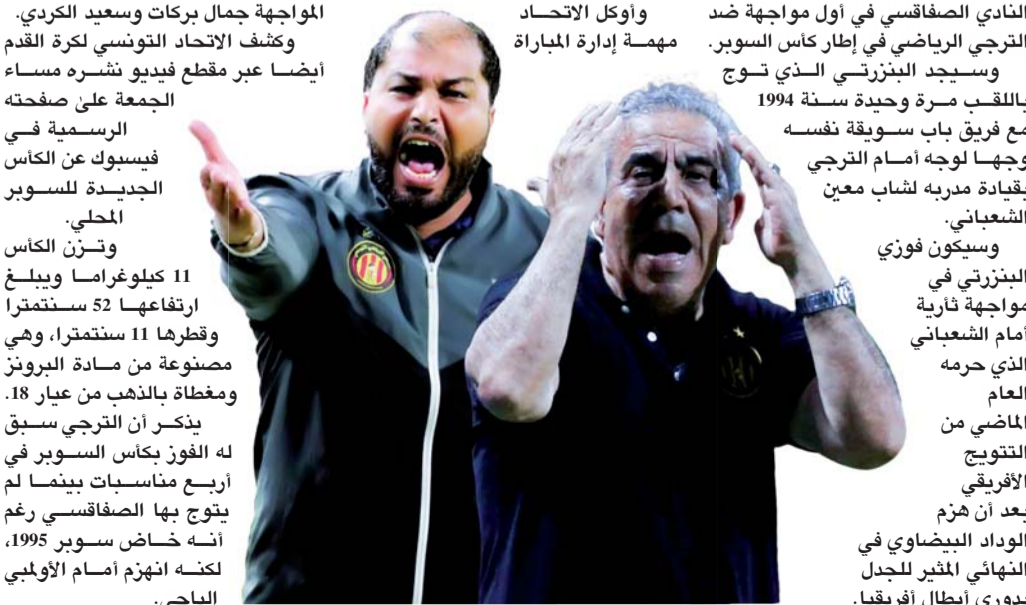 النادي الصفاقسي في أول مواجهة ضد
الترجي الرياضي في إطار كأس السوبر.
وسيجد البنزرتي الذي توج
باللقب مرة وحيدة سنة 1994
مع فريق باب سويقة نفسه
وجها لوجه أمام الترجي
بقيادة مدربه لشاب معين
الشعباني.
وسيكون فوزي
البنزرتي في
مواجهة ثأرية
أمام الشعباني
الذي حرمه
العام
الماضي من
التتويج
الأفريقي
بعد أن هزم
الوداد البيضاوي في
النهائي المثير للجدل
بدوري أبطال أفريقيا.
وأوكل الاتحاد
مهمة إدارة المباراة
المواجهة جمال بركات وسعيد الكردي.
وكشف الاتحاد التونسي لكرة القدم
أيضا عبر مقطع فيديو نشره مساء
الجمعة على صفحته
الرسمية في
فيسبوك عن الكأس
الجديدة للسوبر
المحلي.
وتزن الكأس
11 كيلوغراما ويبلغ
ارتفاعها 52 سنتمترا
وقطرها 11 سنتمترا، وهي
مصنوعة من مادة البرونز
ومغطاة بالذهب من عيار 18.
يذكر أن الترجي سبق
له الفوز بكأس السوبر في
أربع مناسبات بينما لم
يتوج بها الصفاقسي رغم
أنه خاض سوبر 1995،
لكنه انهزم أمام الأولمبي
الباجي.